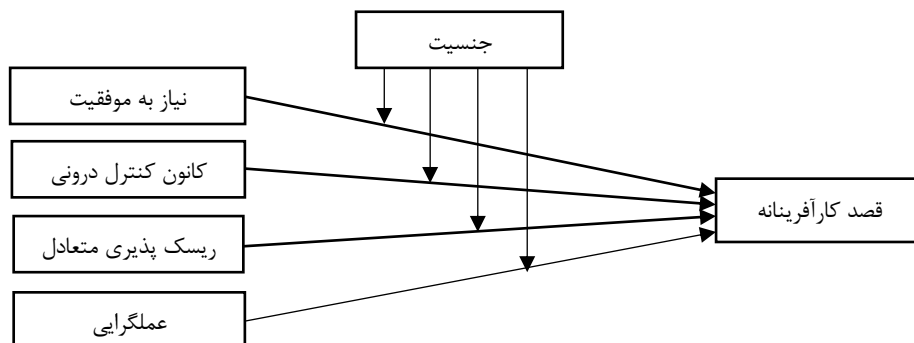 جنسیت
نیاز به موفقیت
کانون کنترل درونی
قصد کارآفرینانه
ریسک پذیری متعادل
عملگرایی